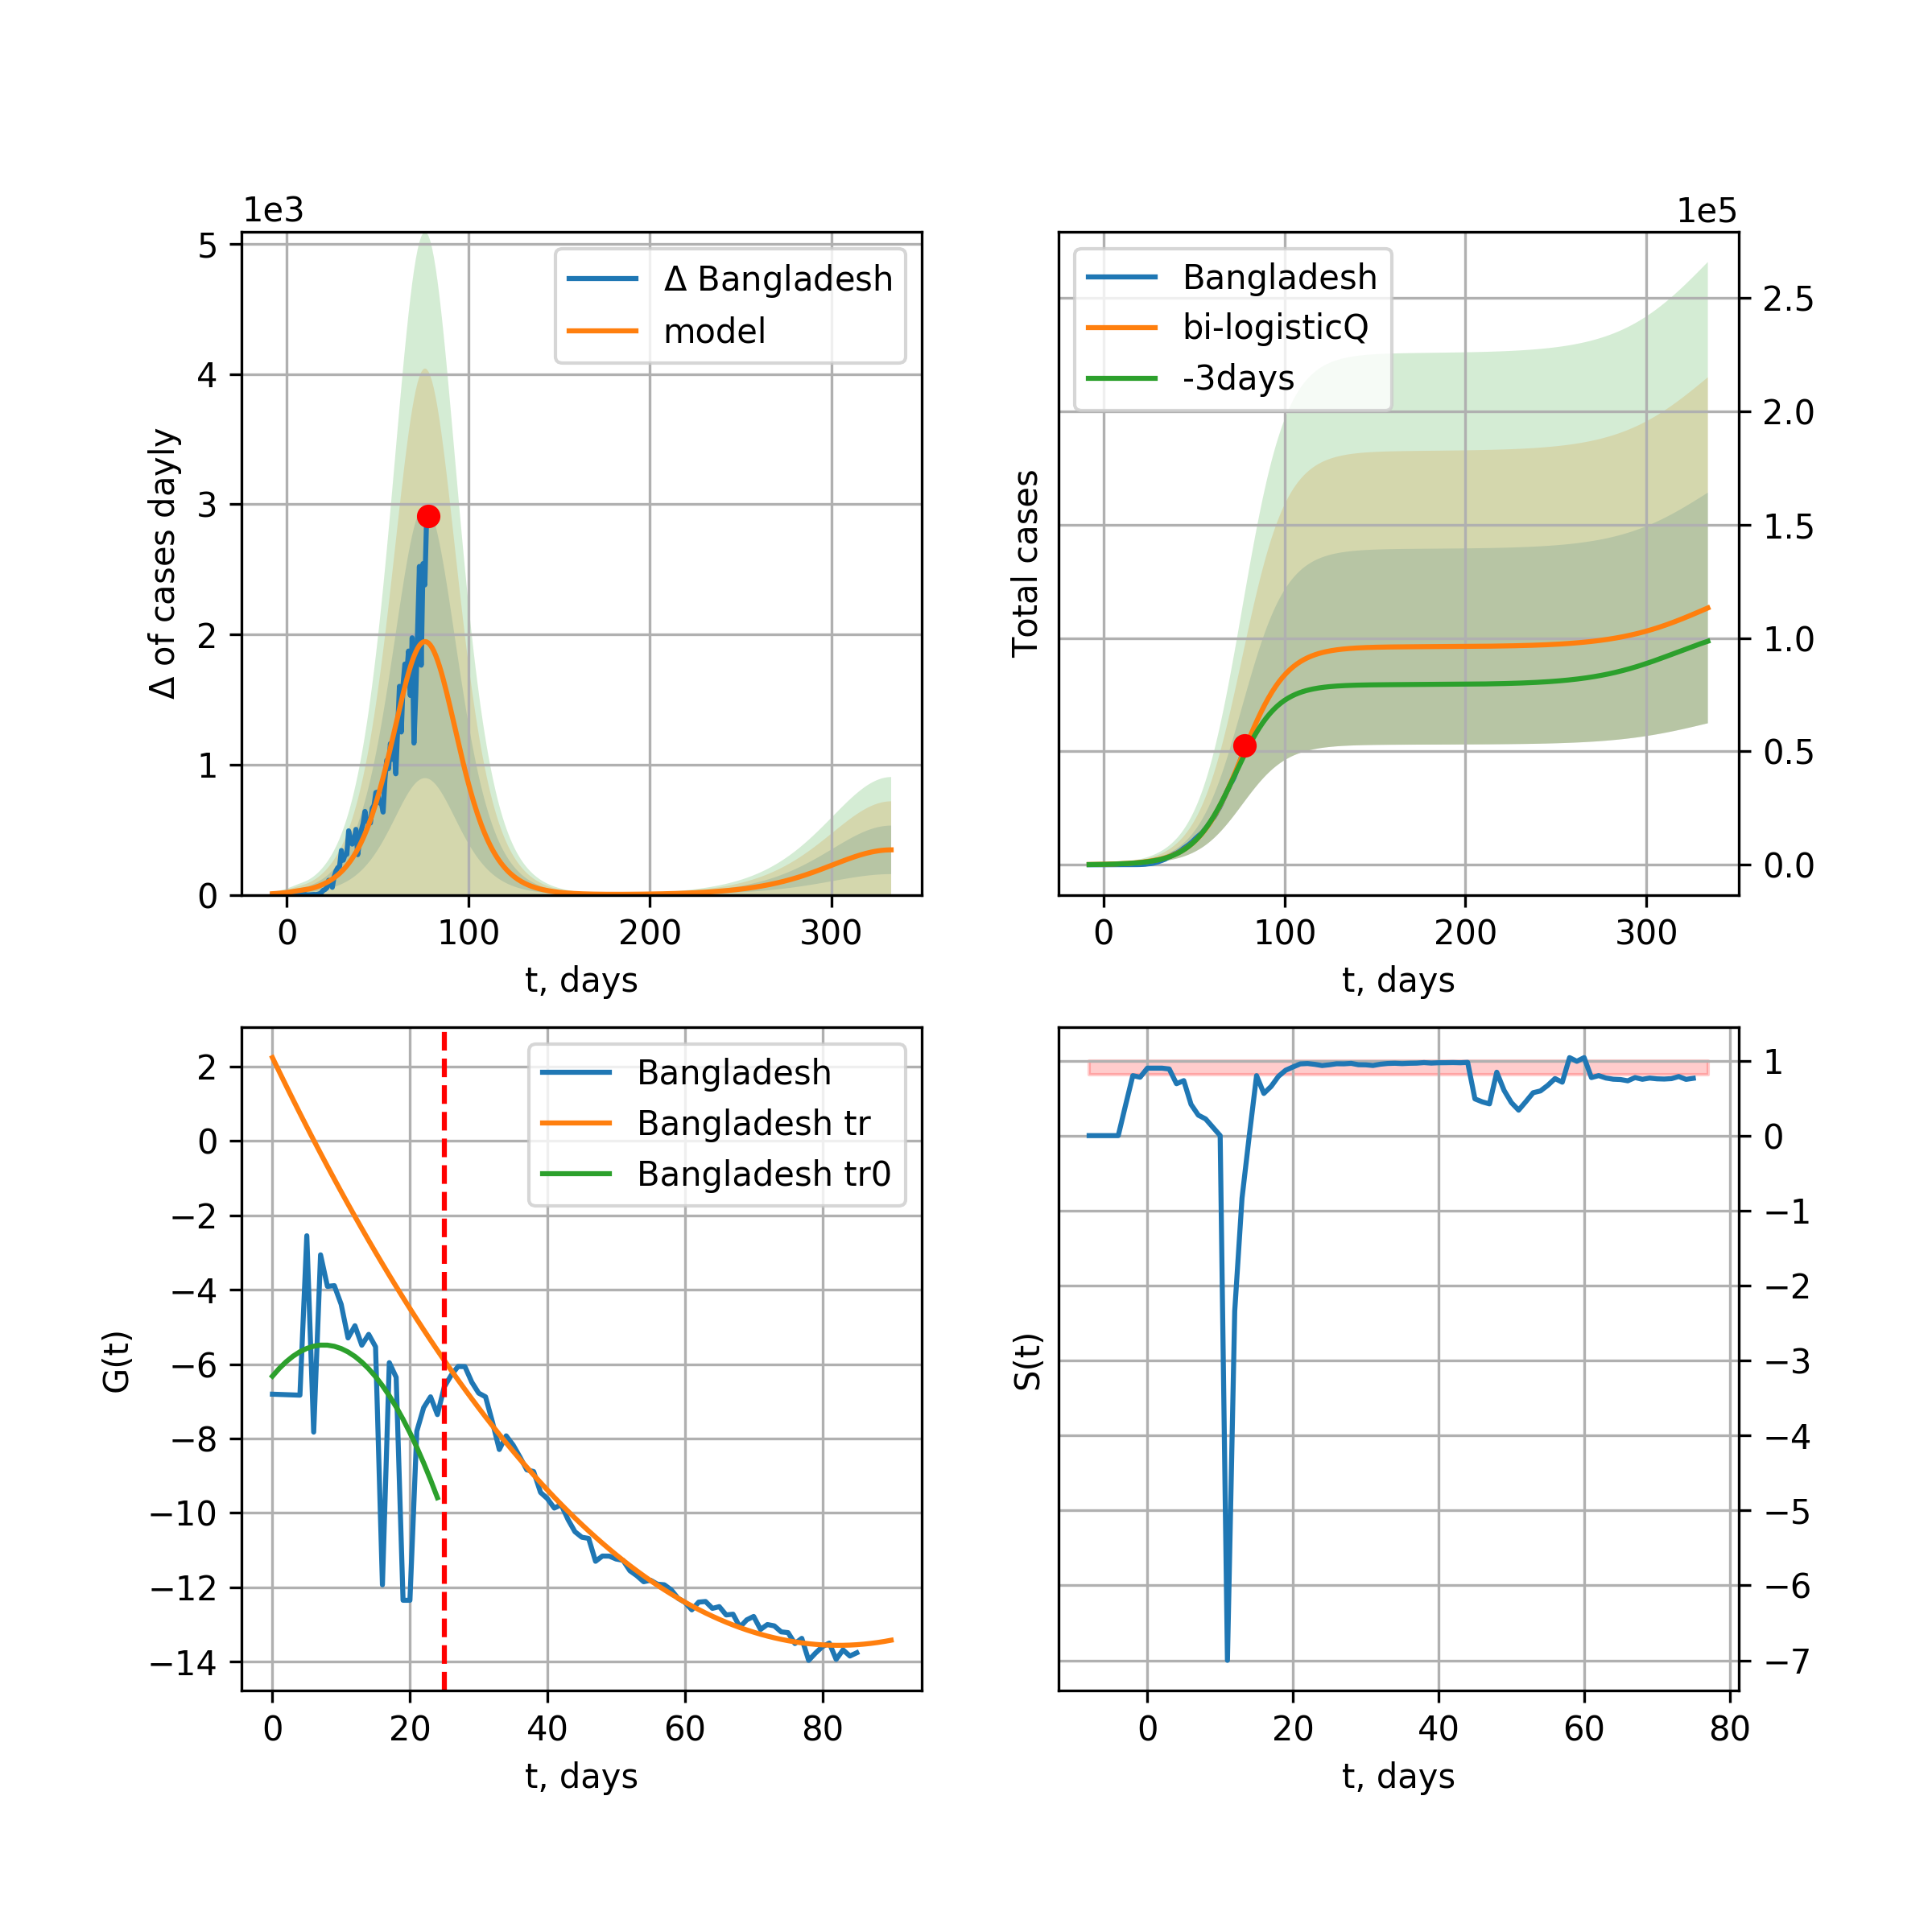 1e3
5
4
3
2
1
0
Δ of cases dayly
Δ Bangladesh
model
0 100 200 300
t, days
1e5
2.5
2.0
1.5
1.0
0.5
0.0
Total cases
Bangladesh
bi-logisticQ
-3days
0 100 200 300
t, days
2
0
−2
−4
−6
−8
−10
−12
−14
G(t)
Bangladesh
Bangladesh tr
Bangladesh tr0
0 20 40 60 80
t, days
1
0
−1
−2
−3
−4
−5
−6
−7
S(t)
0 20 40 60 80
t, days